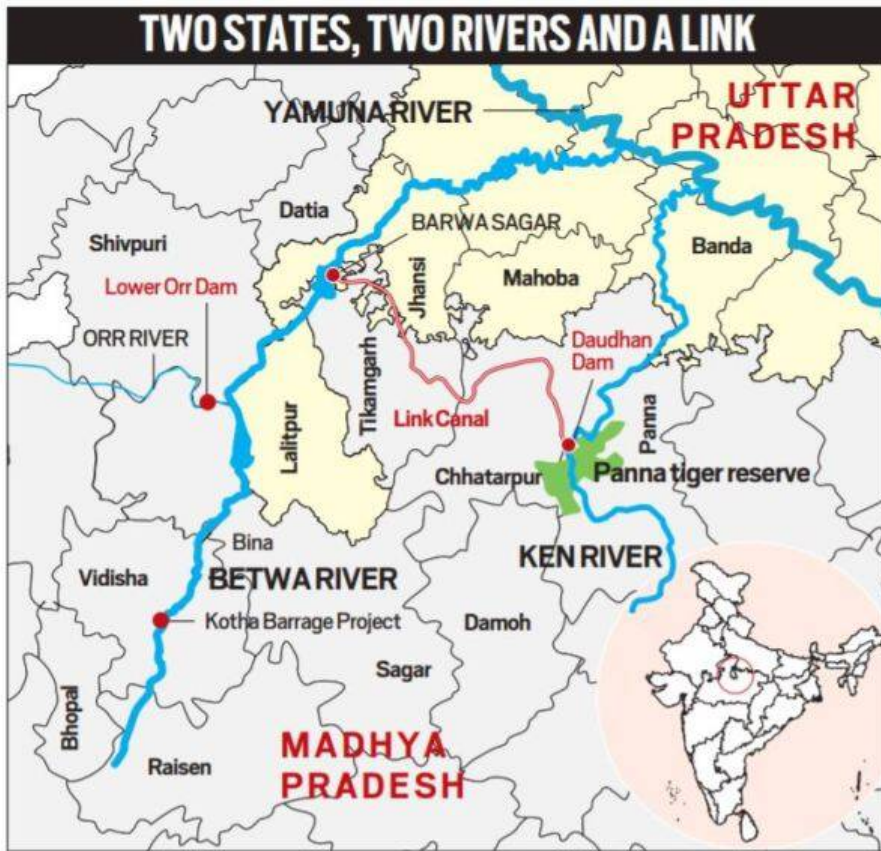 TWO STATES, TWO RIVERS AND A LINK
YAMUNA RIVER
UTTAR
PRADESH
Datia
BARWA SAGAR
Shivpuri
Banda
Jhansi
Mahoba
Lower Orr Dam
ORR RIVER
Daudhan
Dam
Tikamgarh
Link Canal
Panna
Lalitpur
Chhatarpur
Panna tiger reserve
Bina
KEN RIVER
Vidisha
BETWA RIVER
Kotha Barrage Project
Damoh
Sagar
Bhopal
MADHYA
PRADESH
Raisen